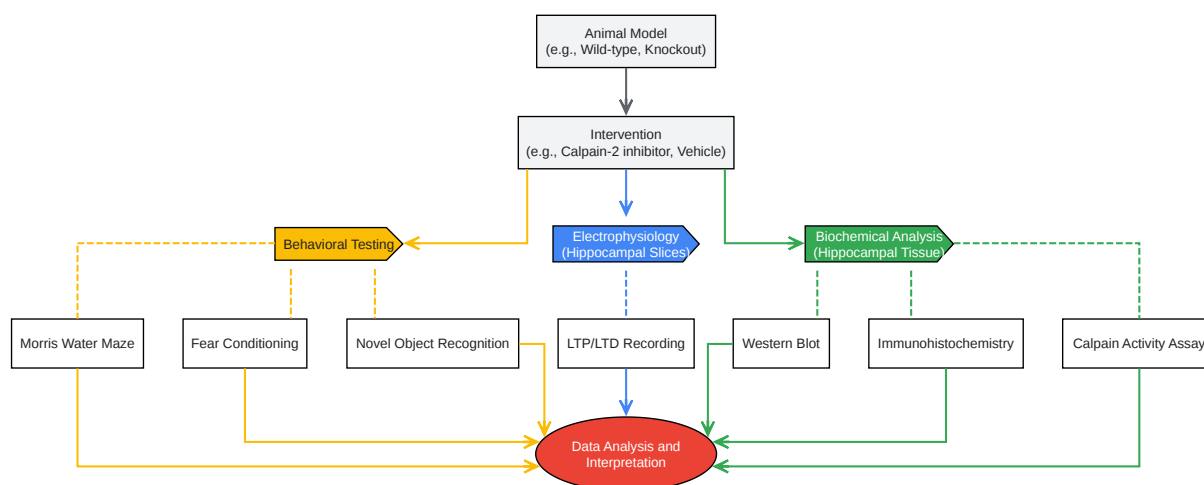 Animal Model
(e.g., Wild-type, Knockout)
Intervention
(e.g., Calpain-2 inhibitor, Vehicle)
Behavioral Testing
Electrophysiology
(Hippocampal Slices)
Biochemical Analysis
(Hippocampal Tissue)
Morris Water Maze
Fear Conditioning
Novel Object Recognition
LTP/LTD Recording
Western Blot
Immunohistochemistry
Calpain Activity Assay
Data Analysis and
Interpretation